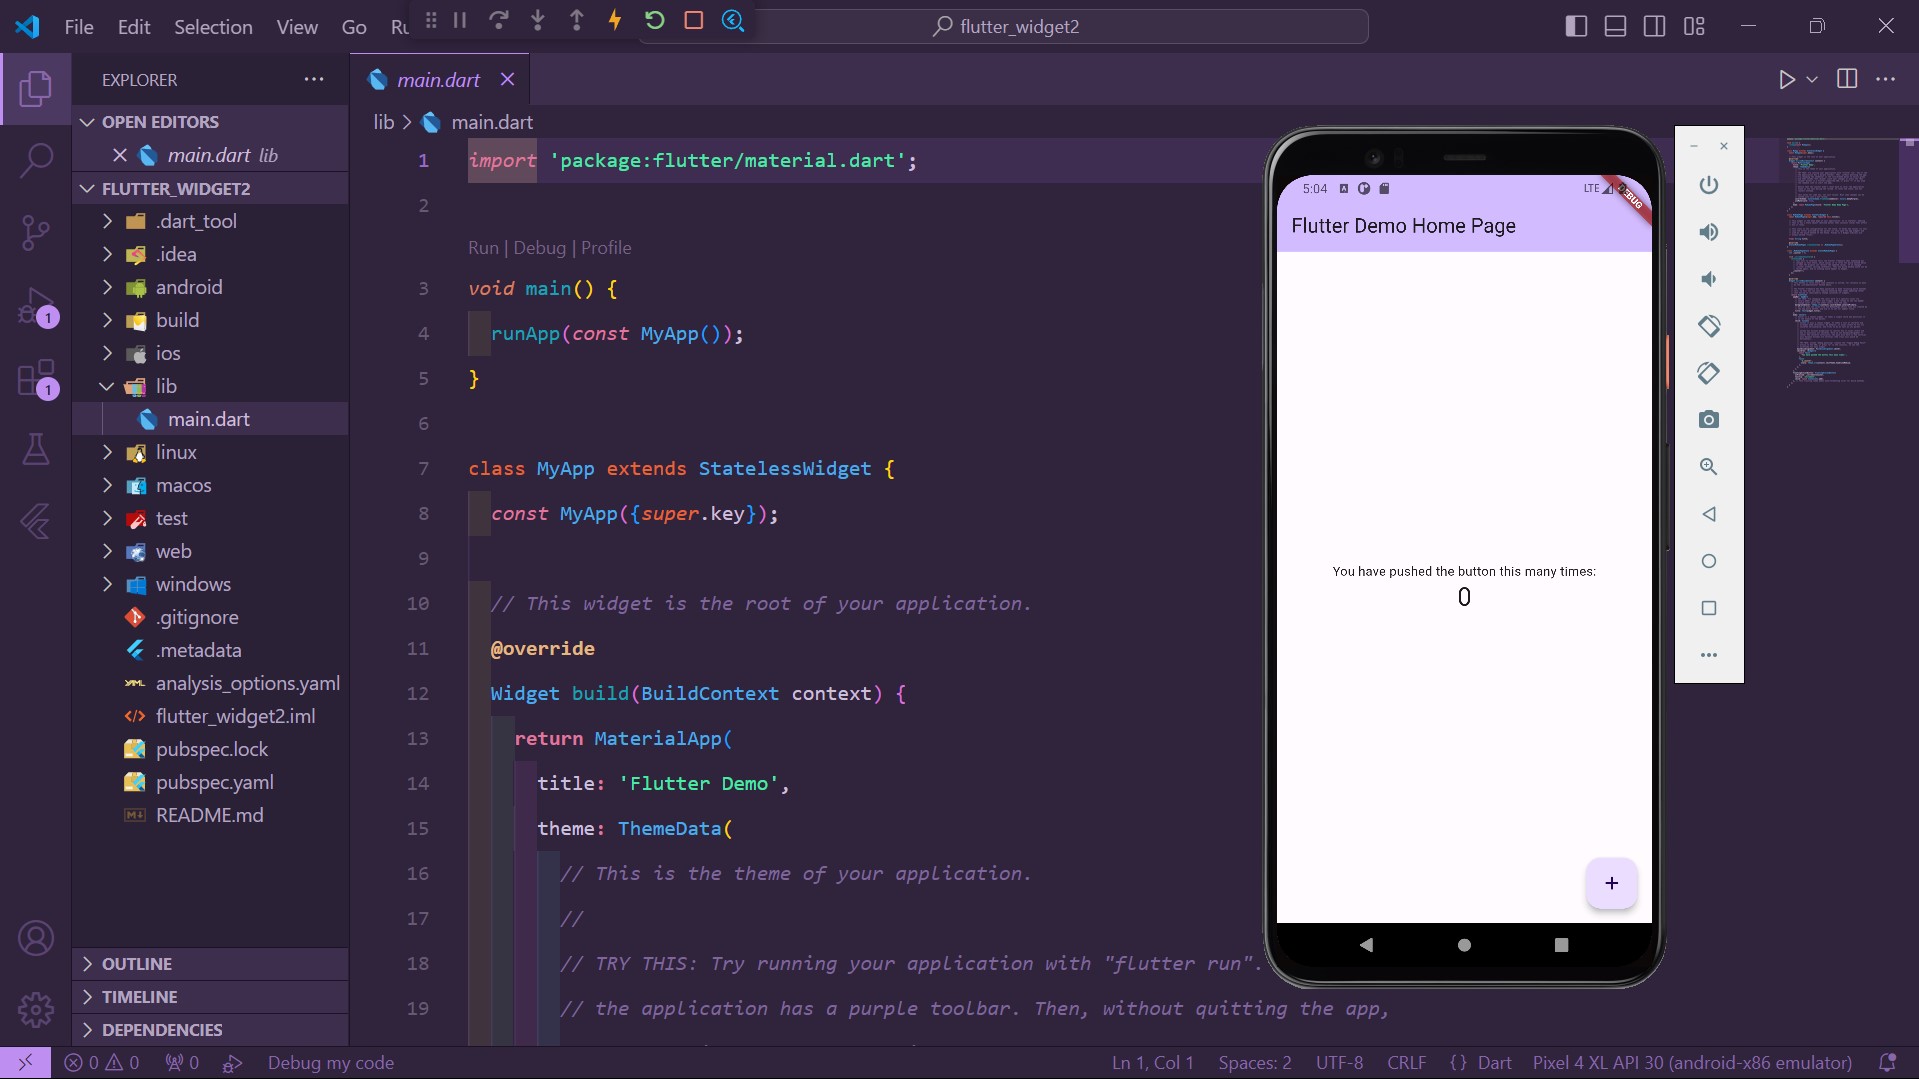 File Edit Selection View Go Ru
flutter_widget2
EXPLORER
OPEN EDITORS
main.dart lib
FLUTTER_WIDGET2
.dart_tool
.idea
android
build
ios
lib
main.dart
linux
macos
test
web
windows
.gitignore
.metadata
analysis_options.yaml
flutter_widget2.iml
pubspec.lock
pubspec.yaml
README.md
OUTLINE
TIMELINE
DEPENDENCIES
1
1
main.dart
lib > main.dart
1 import 'package:flutter/material.dart';
2
Run | Debug | Profile
3 void main() {
4 runApp(const MyApp());
5 }
6
7 class MyApp extends StatelessWidget {
8 const MyApp({super.key});
9
10 // This widget is the root of your application.
11 @override
12 Widget build(BuildContext context) {
13 return MaterialApp(
14 title: 'Flutter Demo',
15 theme: ThemeData(
16 // This is the theme of your application.
17 //
18 // TRY THIS: Try running your application with "flutter run".
19 // the application has a purple toolbar. Then, without quitting the app,
5:04 LTE
DEBUG
Flutter Demo Home Page
You have pushed the button this many times:
0
+
0 0 0 Debug my code
Ln 1, Col 1 Spaces: 2 UTF-8 CRLF {} Dart Pixel 4 XL API 30 (android-x86 emulator)